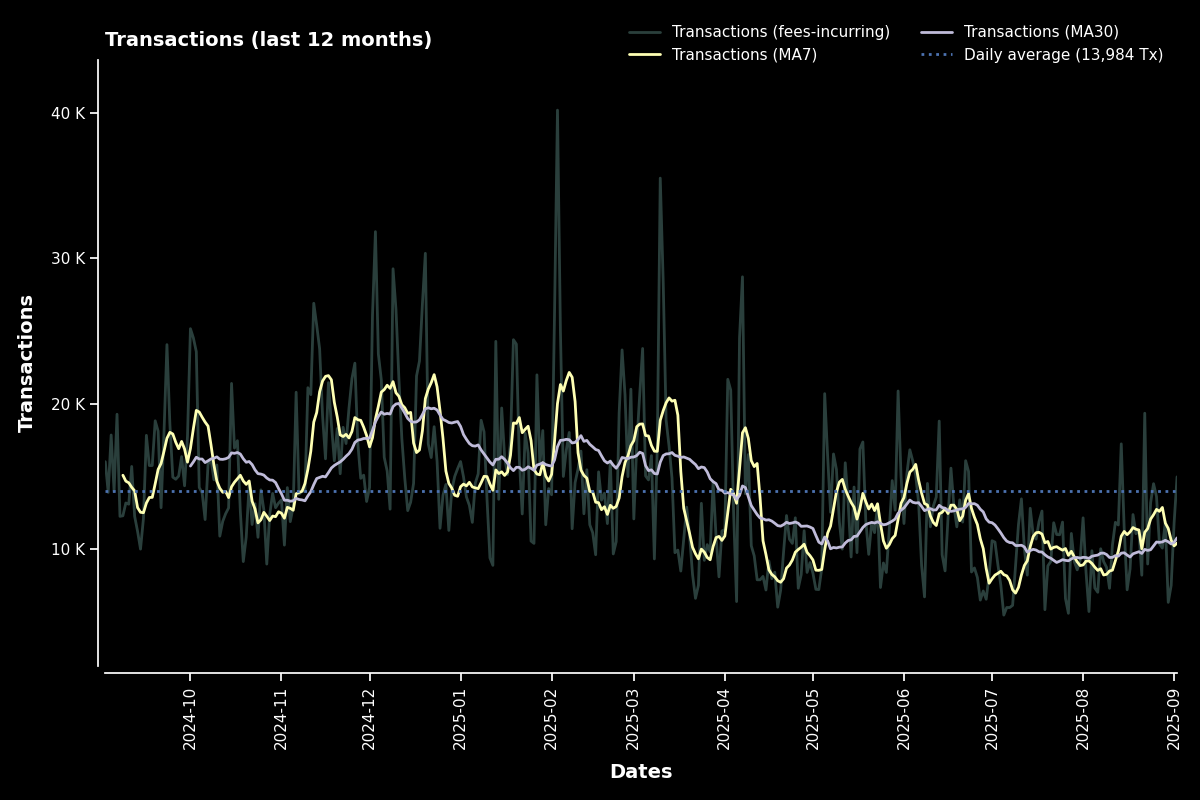 Transactions (last 12 months)
Transactions (fees-incurring)
Transactions (MA7)
Transactions (MA30)
Daily average (13,984 Tx)
Transactions
40 K
30 K
20 K
10 K
2024-10
2024-11
2024-12
2025-01
2025-02
2025-03
2025-04
2025-05
2025-06
2025-07
2025-08
2025-09
Dates